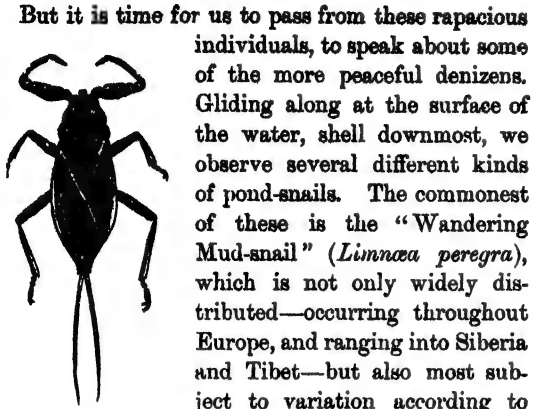 But it is time for us to pass from these rapacious
individuals, to speak about some
of the more peaceful denizens.
Gliding along at the surface of
the water, shell downmost, we
observe several different kinds
of pond-snails. The commonest
of these is the “Wandering
Mud-snail” (Limnœa peregra),
which is not only widely dis-
tributed—occurring throughout
Europe, and ranging into Siberia
and Tibet—but also most sub-
ject to variation according to